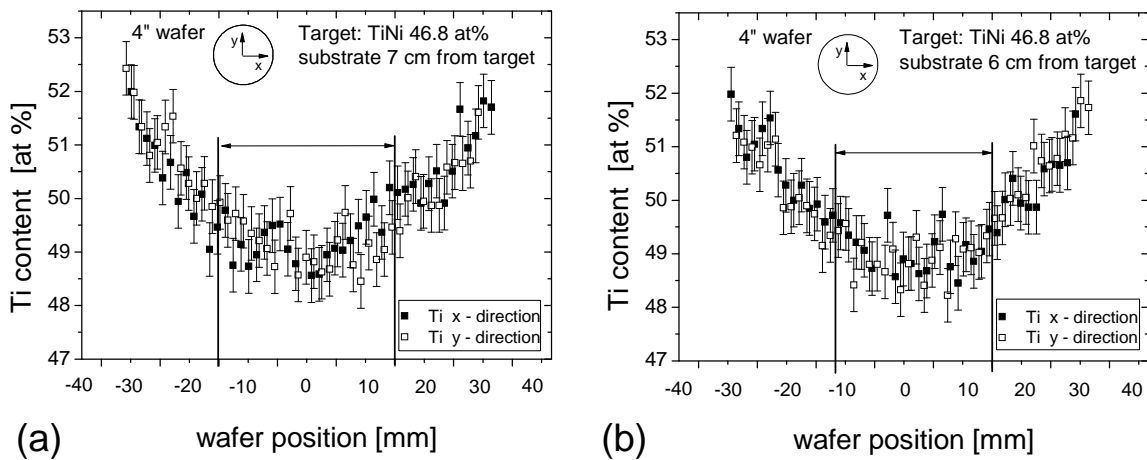 53
52
51
50
49
48
47
Ti content [at %]
4" wafer
y
x
Target: TiNi 46.8 at%
substrate 7 cm from target
Ti x - direction
Ti y - direction
-40 -30 -20 -10 0 10 20 30 40
wafer position [mm]
(a)
53
52
51
50
49
48
47
Ti content [at %]
4" wafer
y
x
Target: TiNi 46.8 at%
substrate 6 cm from target
Ti x - direction
Ti y - direction
-40 -30 -20 -10 0 10 20 30 40
wafer position [mm]
(b)